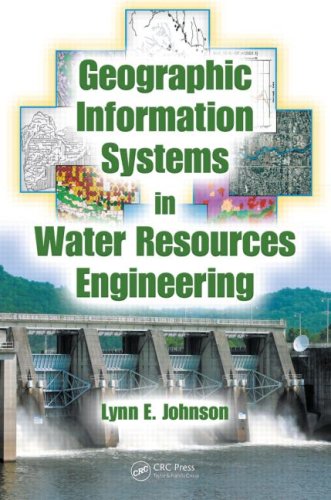 Geographic
Information
Systems
in
Water Resources
Engineering
Lynn E. Johnson
CRC Press
Taylor & Francis Group